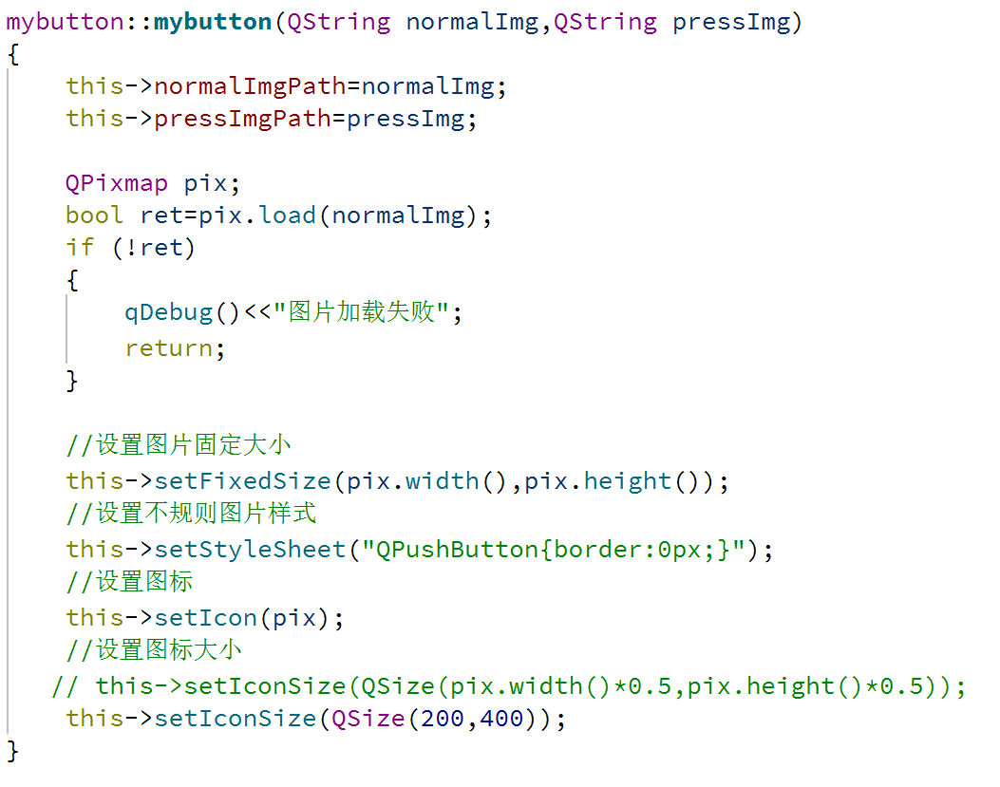 mybutton::mybutton(QString normalImg,QString pressImg)
{
    this->normalImgPath=normalImg;
    this->pressImgPath=pressImg;

    QPixmap pix;
    bool ret=pix.load(normalImg);
    if (!ret)
    {
        qDebug()<<"图片加载失败";
        return;
    }

    //设置图片固定大小
    this->setFixedSize(pix.width(),pix.height());
    //设置不规则图片样式
    this->setStyleSheet("QPushButton{border:0px;}");
    //设置图标
    this->setIcon(pix);
    //设置图标大小
   // this->setIconSize(QSize(pix.width()*0.5,pix.height()*0.5));
    this->setIconSize(QSize(200,400));
}